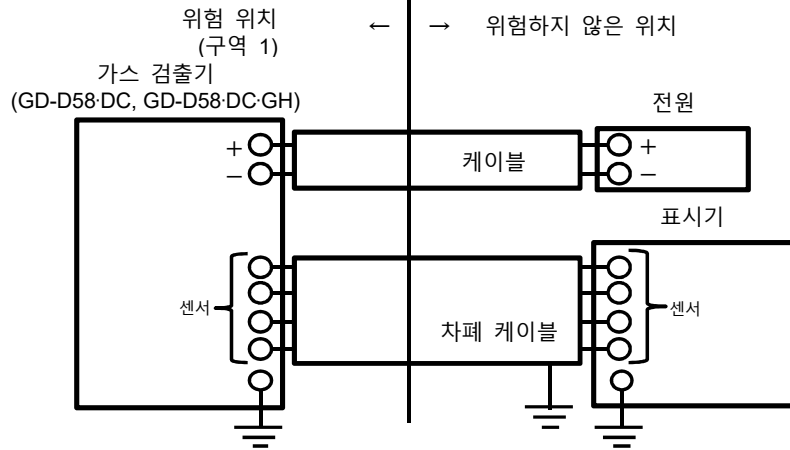 위험 위치
(구역 1)
← → 위험하지 않은 위치
가스 검출기
(GD-D58·DC, GD-D58·DC·GH)
전원
+ +
케이블
− −
표시기
센서 센서
차폐 케이블